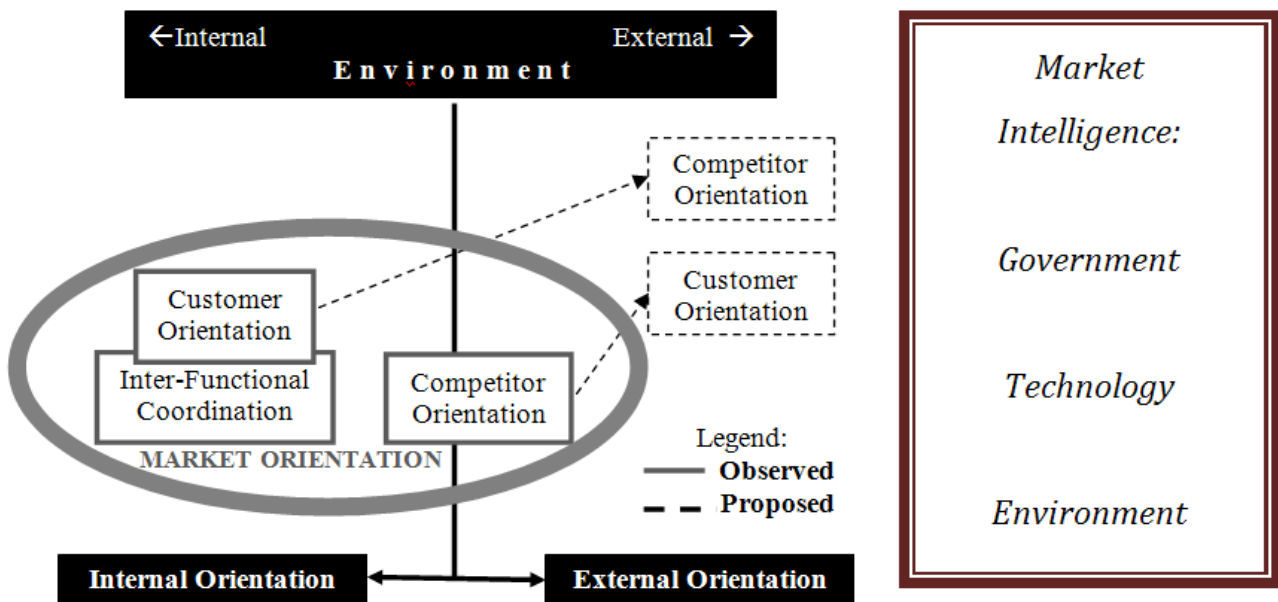 ←Internal External →
Environment
Competitor
Orientation
Customer
Orientation
Customer
Orientation
Inter-Functional
Coordination
Competitor
Orientation
MARKET ORIENTATION
Legend:
Observed
Proposed
Internal Orientation
External Orientation
Market
Intelligence:
Government
Technology
Environment